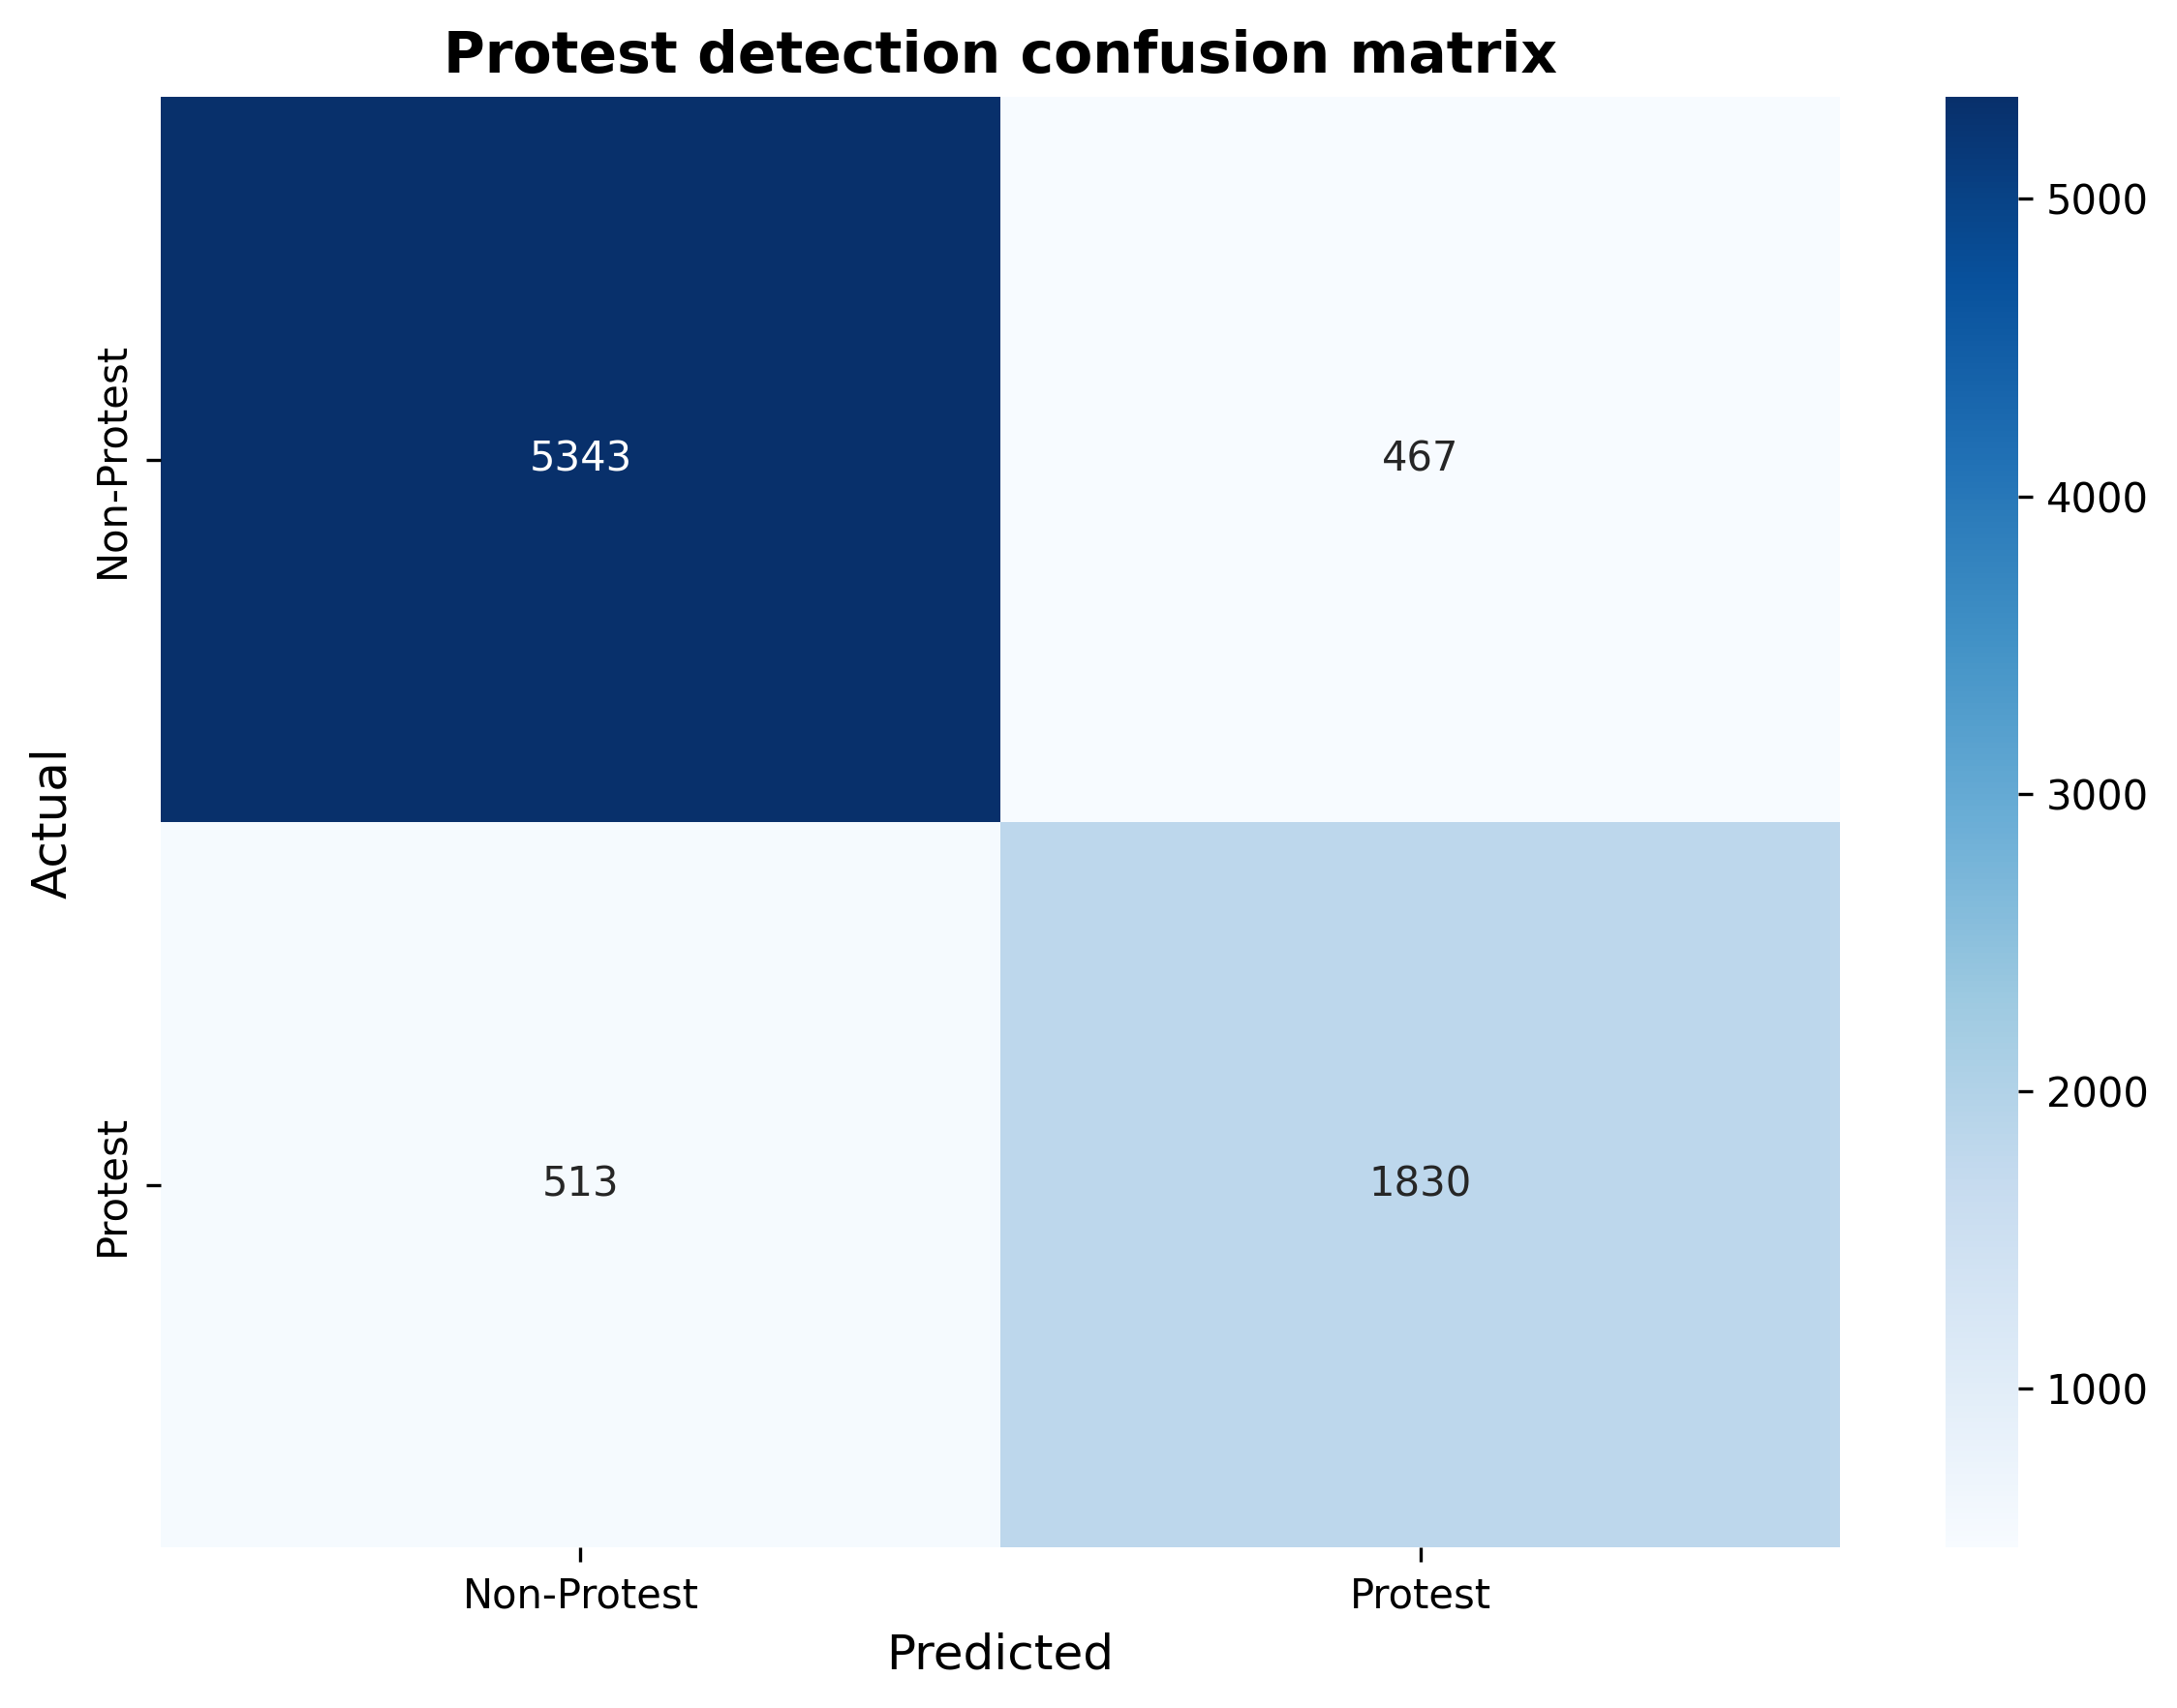 Protest detection confusion matrix
Actual
Non-Protest
Protest
5343
467
513
1830
Non-Protest
Protest
Predicted
5000
4000
3000
2000
1000